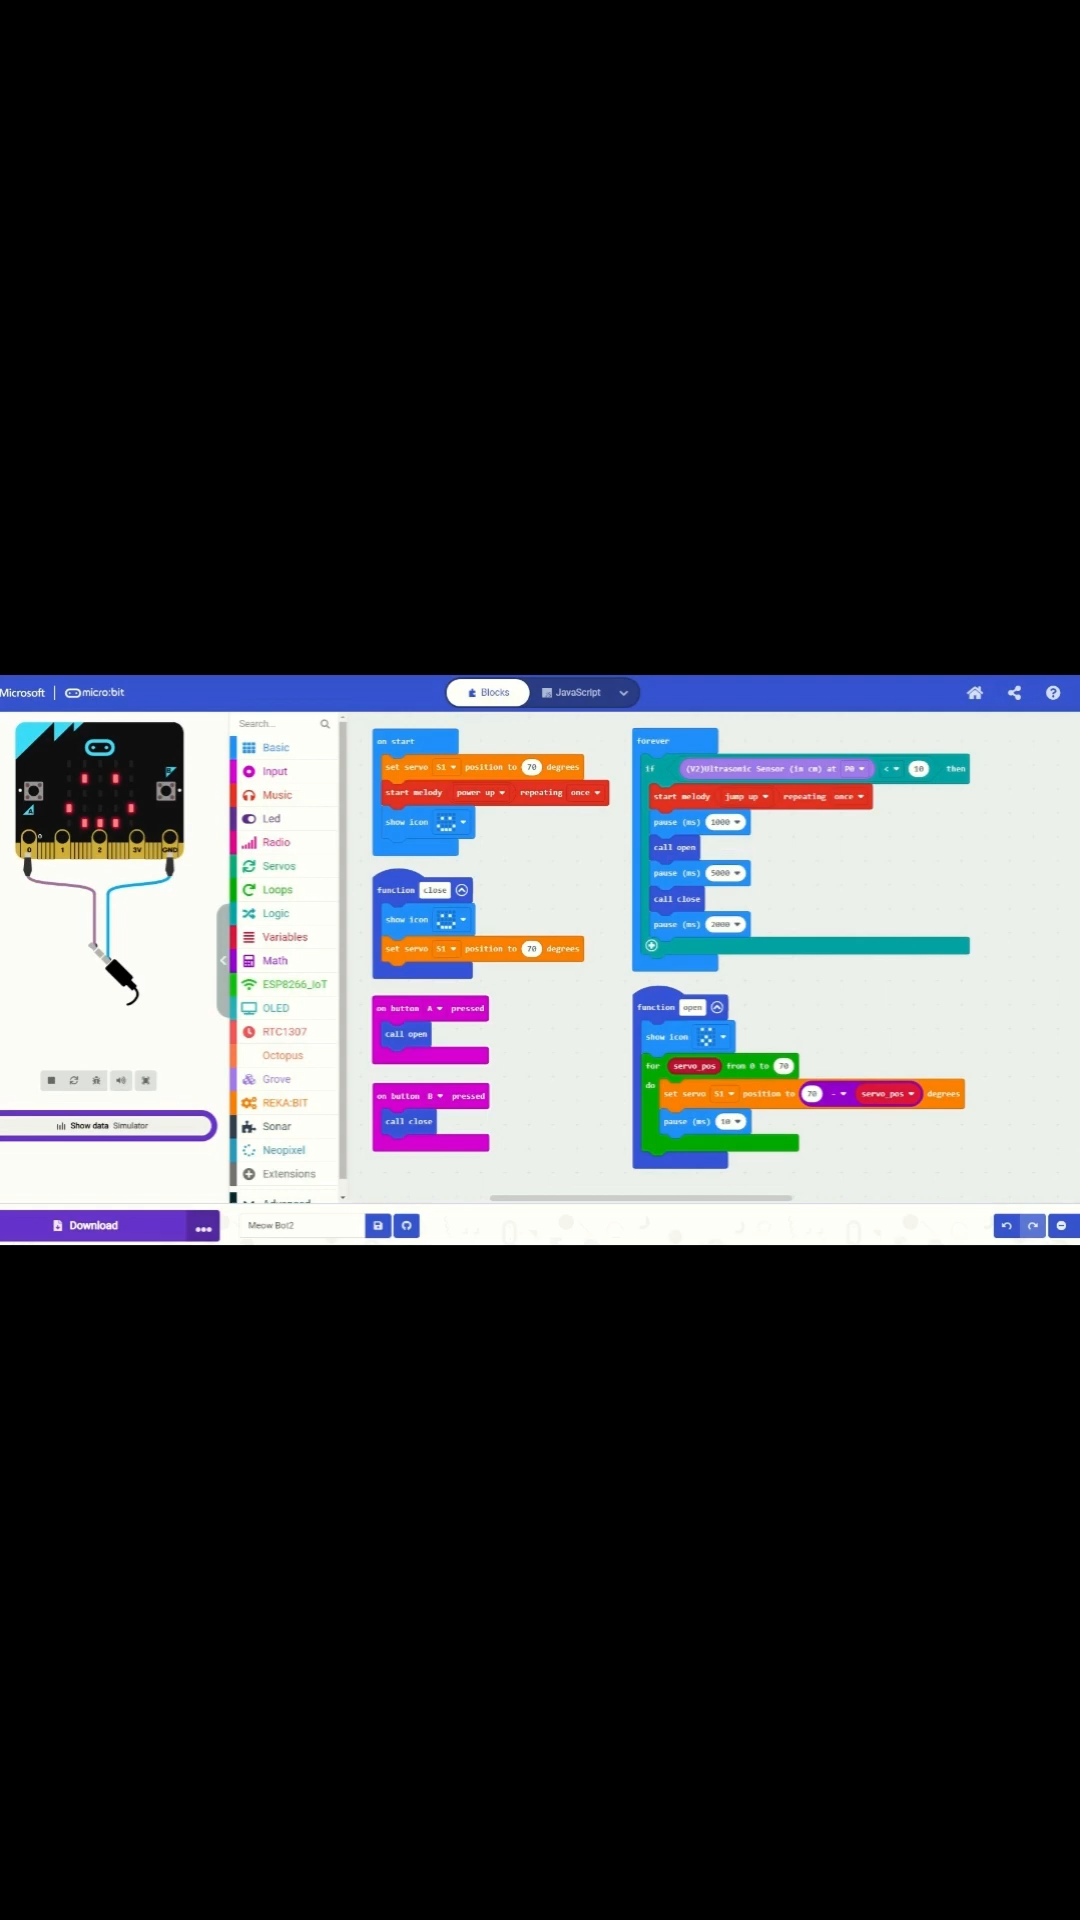 Microsoft micro:bit Blocks JavaScript
0 1 2 3V GND
Show data Simulator
Search...
Basic
Input
Music
Led
Radio
Servos
Loops
Logic
Variables
Math
ESP8266_IoT
OLED
RTC1307
Octopus
Grove
REKA:BIT
Sonar
Neopixel
Extensions
Advanced
on start
set servo S1 position to 70 degrees
start melody power up repeating once
show icon
function close
show icon
set servo S1 position to 70 degrees
on button A pressed
call open
on button B pressed
call close
forever
if (V2)Ultrasonic Sensor (in cm) at P0 < 10 then
start melody jump up repeating once
pause (ms) 1000
call open
pause (ms) 5000
call close
pause (ms) 2000
function open
show icon
for servo_pos from 0 to 70
do set servo S1 position to 70 - servo_pos degrees
pause (ms) 10
Download Meow Bot2